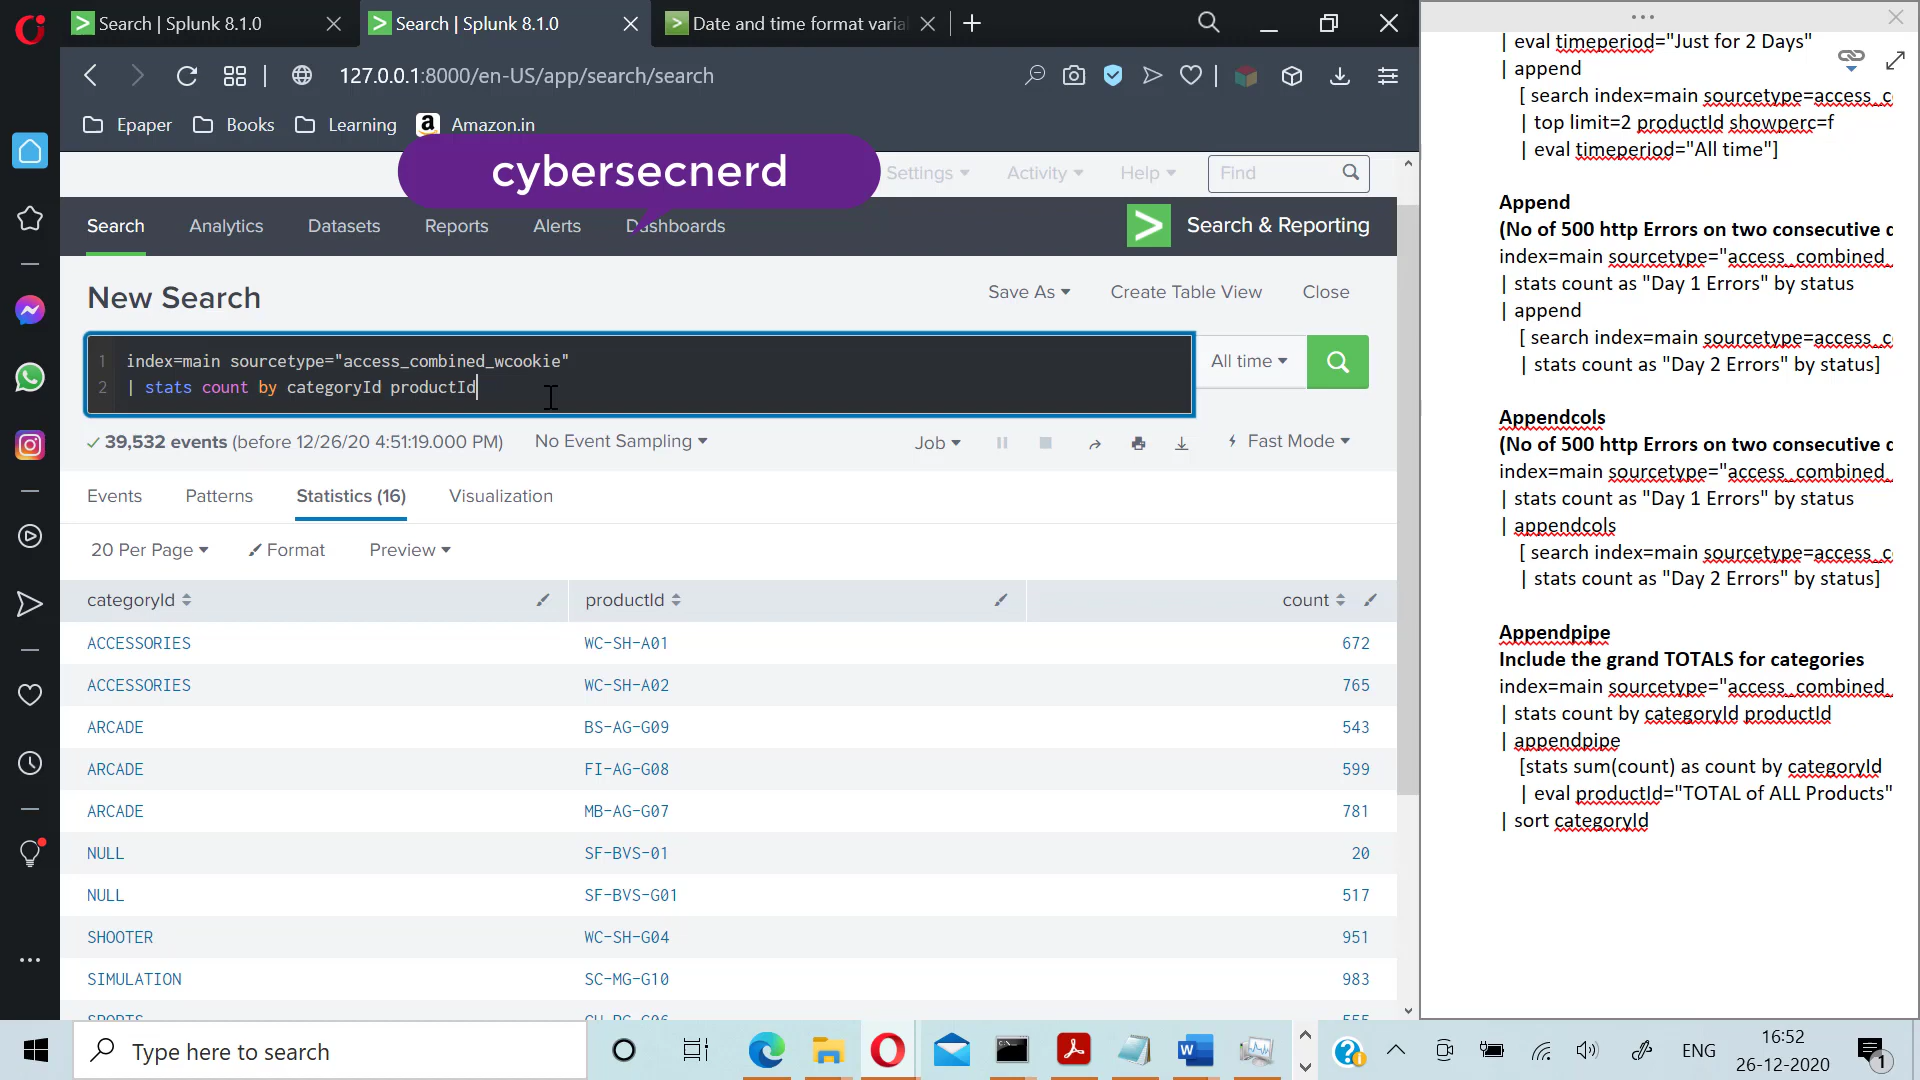 Search | Splunk 8.1.0
Search | Splunk 8.1.0
Date and time format varia
127.0.0.1:8000/en-US/app/search/search
Epaper
Books
Learning
Amazon.in
cybersecnerd
Settings
Activity
Help
Find
Search
Analytics
Datasets
Reports
Alerts
Dashboards
Search & Reporting
New Search
Save As
Create Table View
Close
1 index=main sourcetype="access_combined_wcookie"
2 | stats count by categoryId productId
All time
39,532 events (before 12/26/20 4:51:19.000 PM)
No Event Sampling
Job
Fast Mode
Events
Patterns
Statistics (16)
Visualization
20 Per Page
Format
Preview
categoryId productId count
ACCESSORIES WC-SH-A01 672
ACCESSORIES WC-SH-A02 765
ARCADE BS-AG-G09 543
ARCADE FI-AG-G08 599
ARCADE MB-AG-G07 781
NULL SF-BVS-01 20
NULL SF-BVS-G01 517
SHOOTER WC-SH-G04 951
SIMULATION SC-MG-G10 983
| eval timeperiod="Just for 2 Days"
| append
[ search index=main sourcetype=access_c
| top limit=2 productId showperc=f
| eval timeperiod="All time"]
Append
(No of 500 http Errors on two consecutive d
index=main sourcetype="access_combined_
| stats count as "Day 1 Errors" by status
| append
[ search index=main sourcetype=access_c
| stats count as "Day 2 Errors" by status]
Appendcols
(No of 500 http Errors on two consecutive d
index=main sourcetype="access_combined_
| stats count as "Day 1 Errors" by status
| appendcols
[ search index=main sourcetype=access_c
| stats count as "Day 2 Errors" by status]
Appendpipe
Include the grand TOTALS for categories
index=main sourcetype="access_combined_
| stats count by categoryId productId
| appendpipe
[stats sum(count) as count by categoryId
| eval productId="TOTAL of ALL Products"
| sort categoryId
Type here to search
ENG
16:52
26-12-2020
1